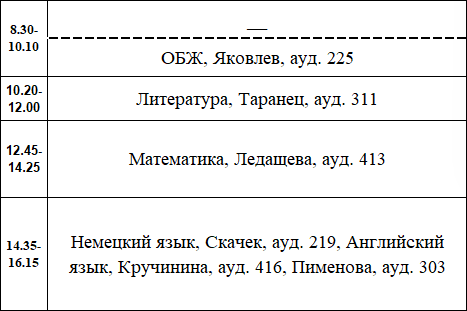 8.30-
10.10
—
ОБЖ, Яковлев, ауд. 225
10.20-
12.00
Литература, Таранец, ауд. 311
12.45-
14.25
Математика, Ледащева, ауд. 413
14.35-
16.15
Немецкий язык, Скачек, ауд. 219, Английский
язык, Кручинина, ауд. 416, Пименова, ауд. 303